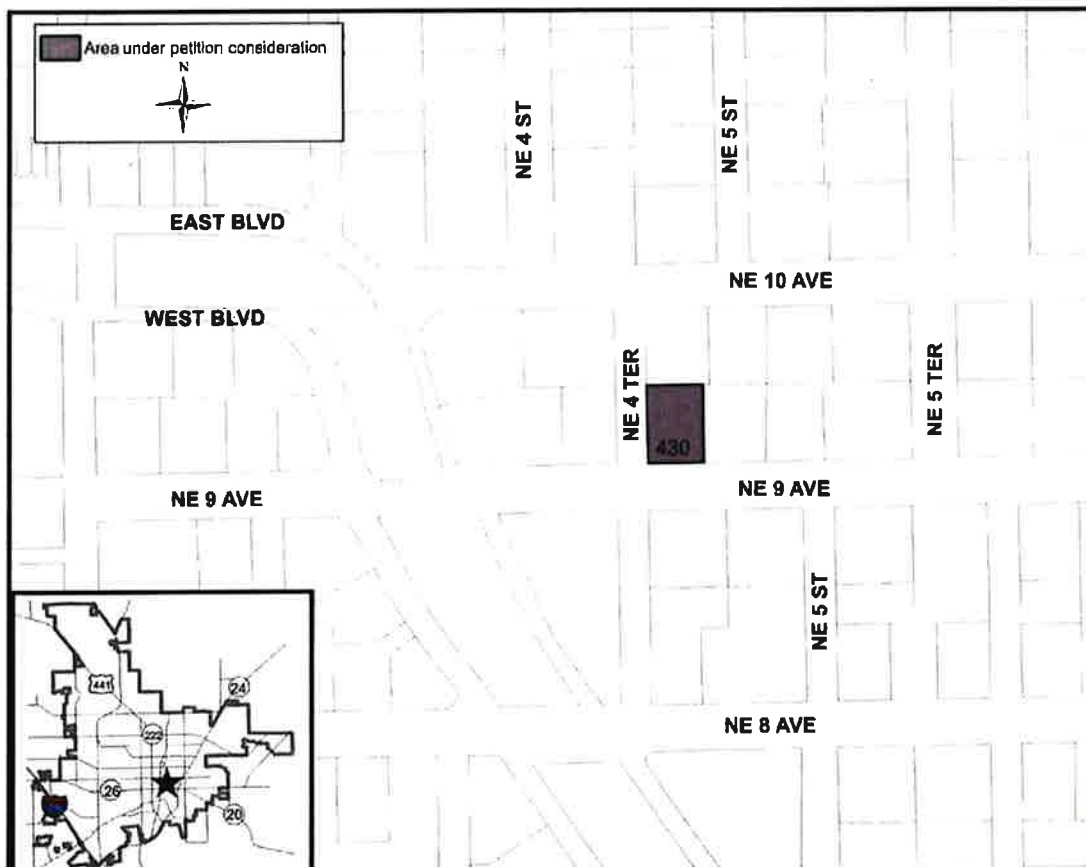 Area under petition consideration
N
NE 4 ST
NE 5 ST
EAST BLVD
NE 10 AVE
WEST BLVD
NE 4 TER
NE 5 TER
430
NE 9 AVE
NE 9 AVE
NE 5 ST
NE 8 AVE
441
24
222
26
20